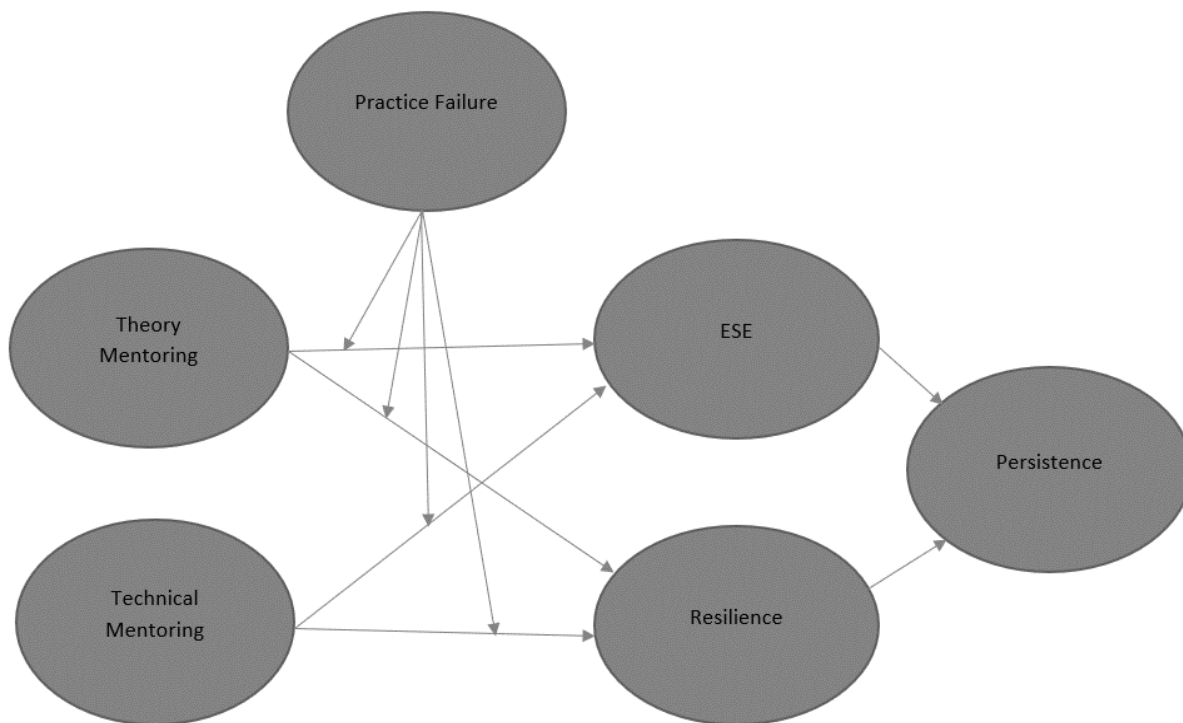 Practice Failure
Theory
Mentoring
ESE
Persistence
Technical
Mentoring
Resilience